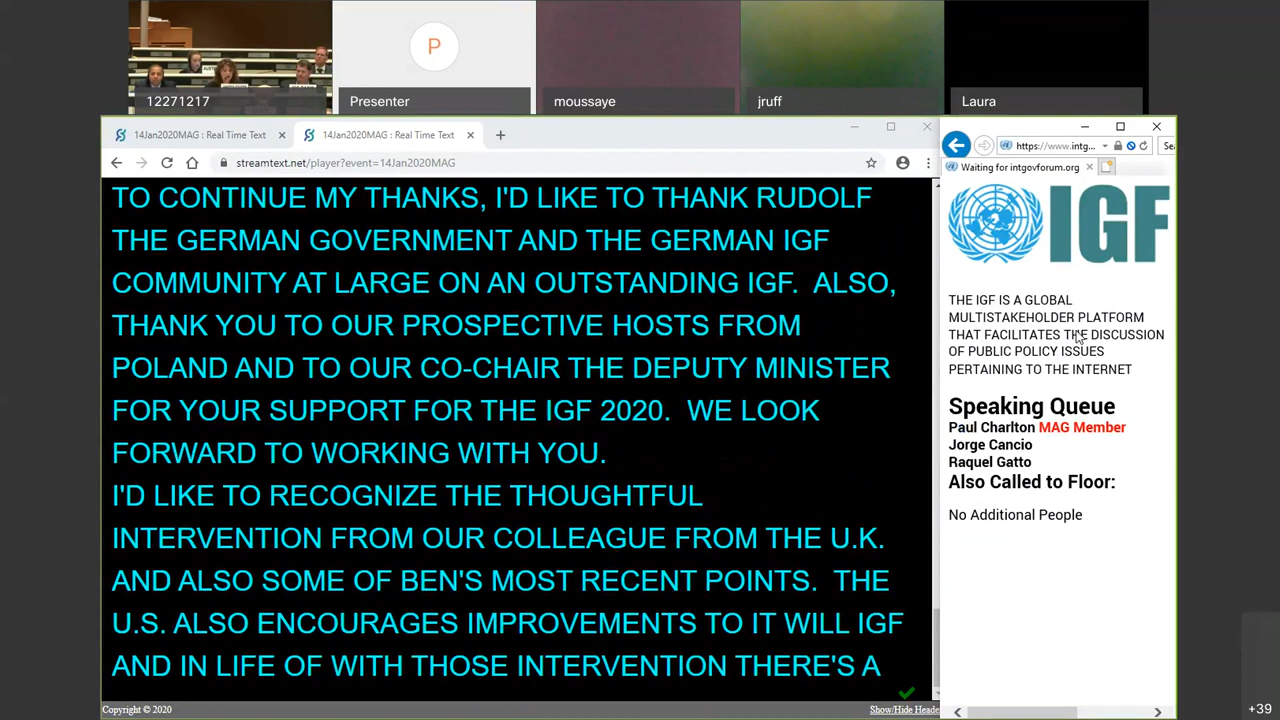 P
12271217
Presenter
moussaye
jruff
Laura
14Jan2020MAG : Real Time Text
14Jan2020MAG : Real Time Text
streamtext.net/player?event=14Jan2020MAG
TO CONTINUE MY THANKS, I'D LIKE TO THANK RUDOLF
THE GERMAN GOVERNMENT AND THE GERMAN IGF
COMMUNITY AT LARGE ON AN OUTSTANDING IGF.  ALSO,
THANK YOU TO OUR PROSPECTIVE HOSTS FROM
POLAND AND TO OUR CO-CHAIR THE DEPUTY MINISTER
FOR YOUR SUPPORT FOR THE IGF 2020.  WE LOOK
FORWARD TO WORKING WITH YOU.
I'D LIKE TO RECOGNIZE THE THOUGHTFUL
INTERVENTION FROM OUR COLLEAGUE FROM THE U.K.
AND ALSO SOME OF BEN'S MOST RECENT POINTS.  THE
U.S. ALSO ENCOURAGES IMPROVEMENTS TO IT WILL IGF
AND IN LIFE OF WITH THOSE INTERVENTION THERE'S A
Copyright © 2020
Show/Hide Heade
https://www.intg...
Sea
Waiting for intgovforum.org
IGF
THE IGF IS A GLOBAL
MULTISTAKEHOLDER PLATFORM
THAT FACILITATES THE DISCUSSION
OF PUBLIC POLICY ISSUES
PERTAINING TO THE INTERNET
Speaking Queue
Paul Charlton MAG Member
Jorge Cancio
Raquel Gatto
Also Called to Floor:
No Additional People
+39